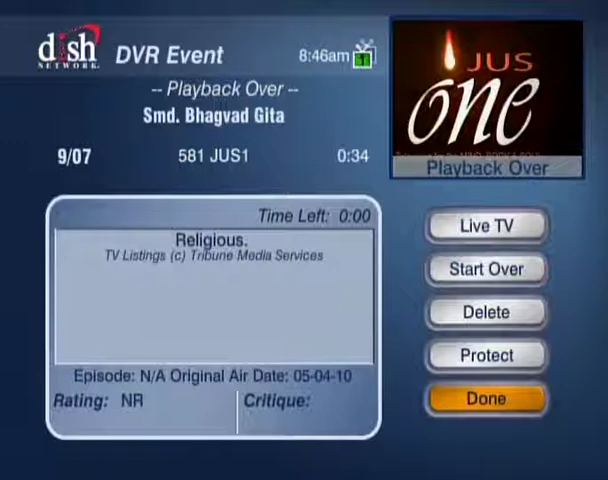 dish
NETWORK.
DVR Event
8:46am
1
-- Playback Over --
Smd. Bhagvad Gita
9/07
581 JUS1
0:34
JUS
one
Playback Over
Time Left: 0:00
Religious.
TV Listings (c) Tribune Media Services
Episode: N/A Original Air Date: 05-04-10
Rating: NR
Critique:
Live TV
Start Over
Delete
Protect
Done